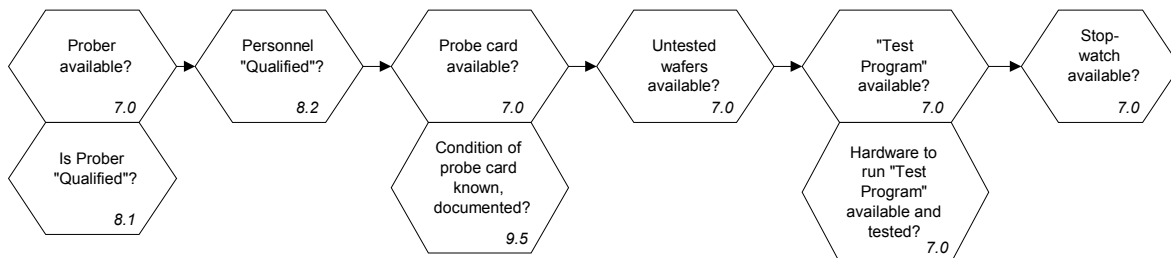 Prober
available?
7.0
Is Prober
"Qualified"?
8.1
Personnel
"Qualified"?
8.2
Probe card
available?
7.0
Condition of
probe card
known,
documented?
9.5
Untested
wafers
available?
7.0
"Test
Program"
available?
7.0
Hardware to
run "Test
Program"
available and
tested?
7.0
Stop-
watch
available?
7.0